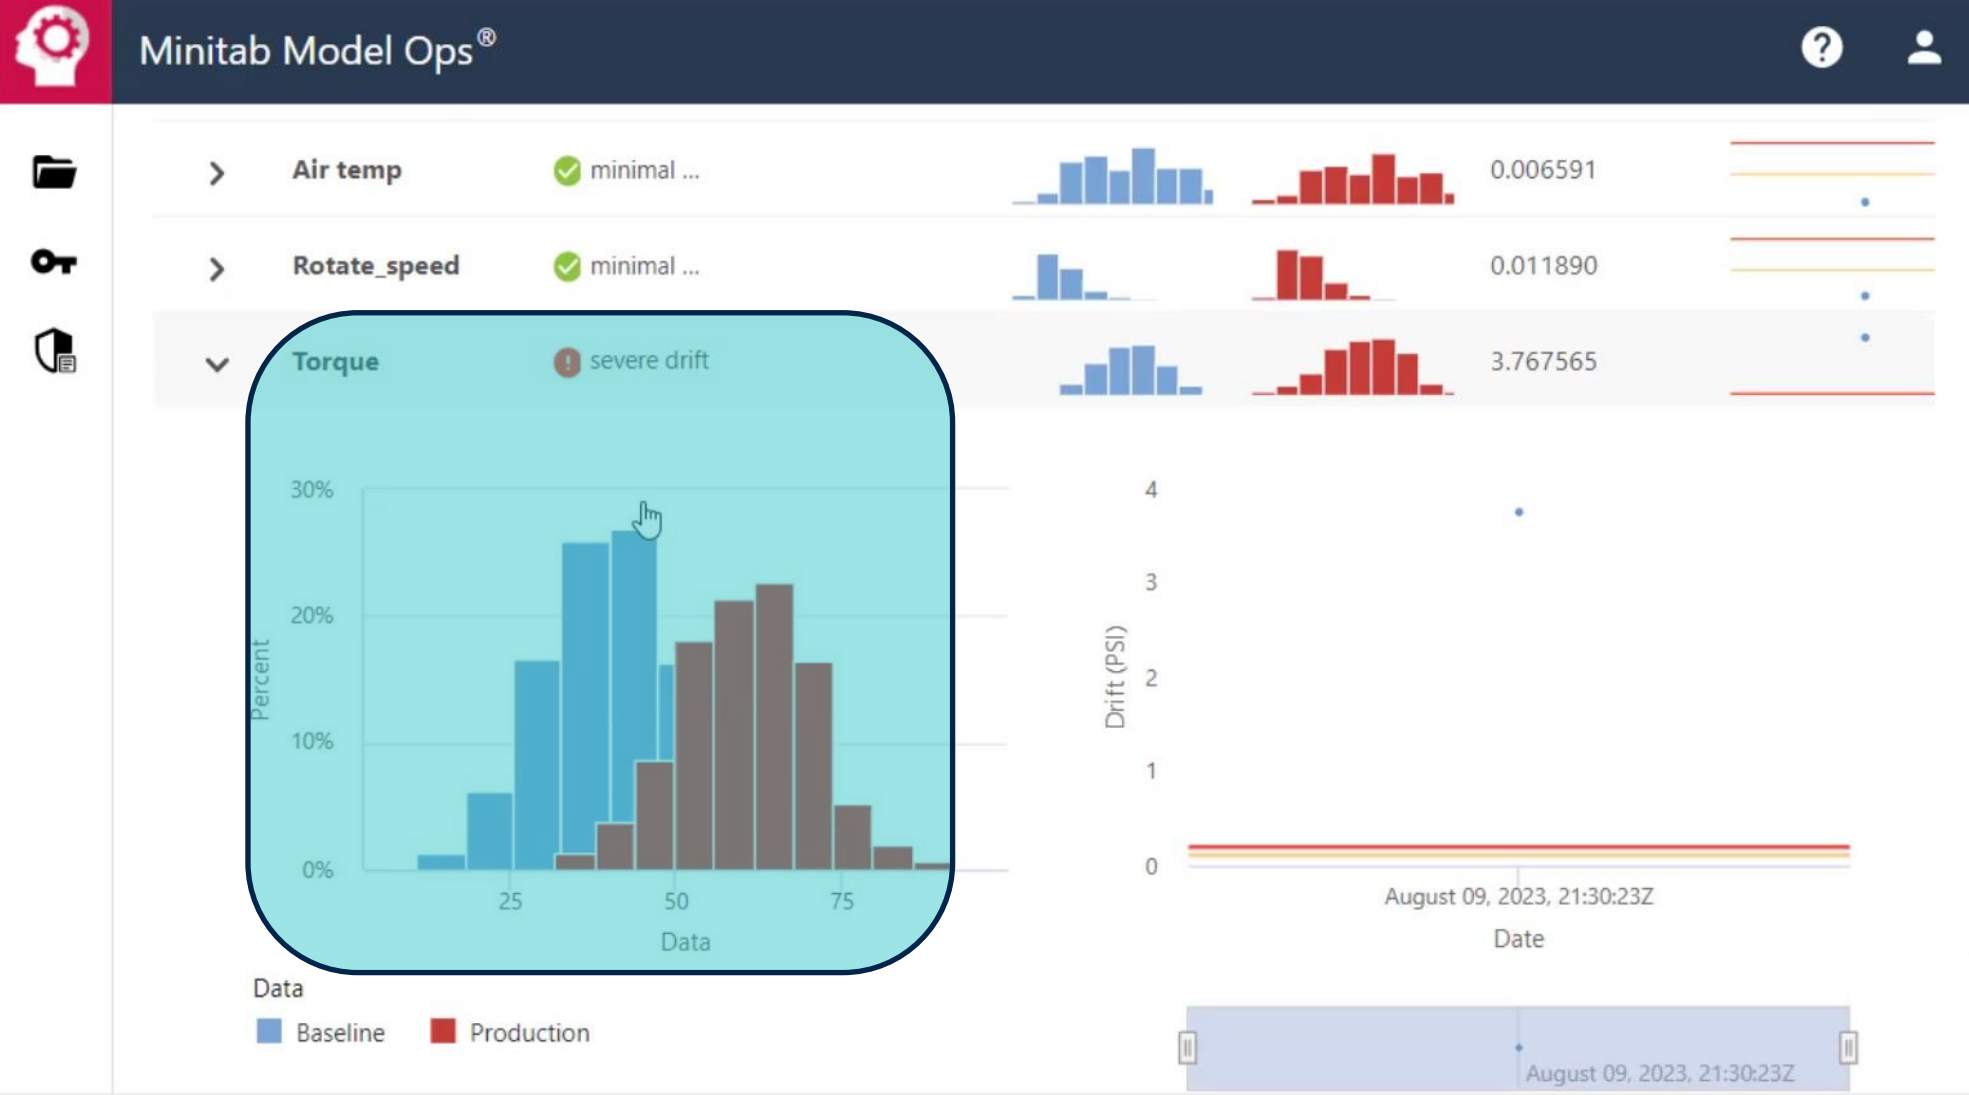 Minitab Model Ops®
Air temp minimal ... 0.006591
Rotate_speed minimal ... 0.011890
Torque severe drift 3.767565
30%
20%
10%
0%
Percent
25 50 75
Data
Data
Baseline Production
4
3
2
1
0
Drift (PSI)
August 09, 2023, 21:30:23Z
Date
August 09, 2023, 21:30:23Z